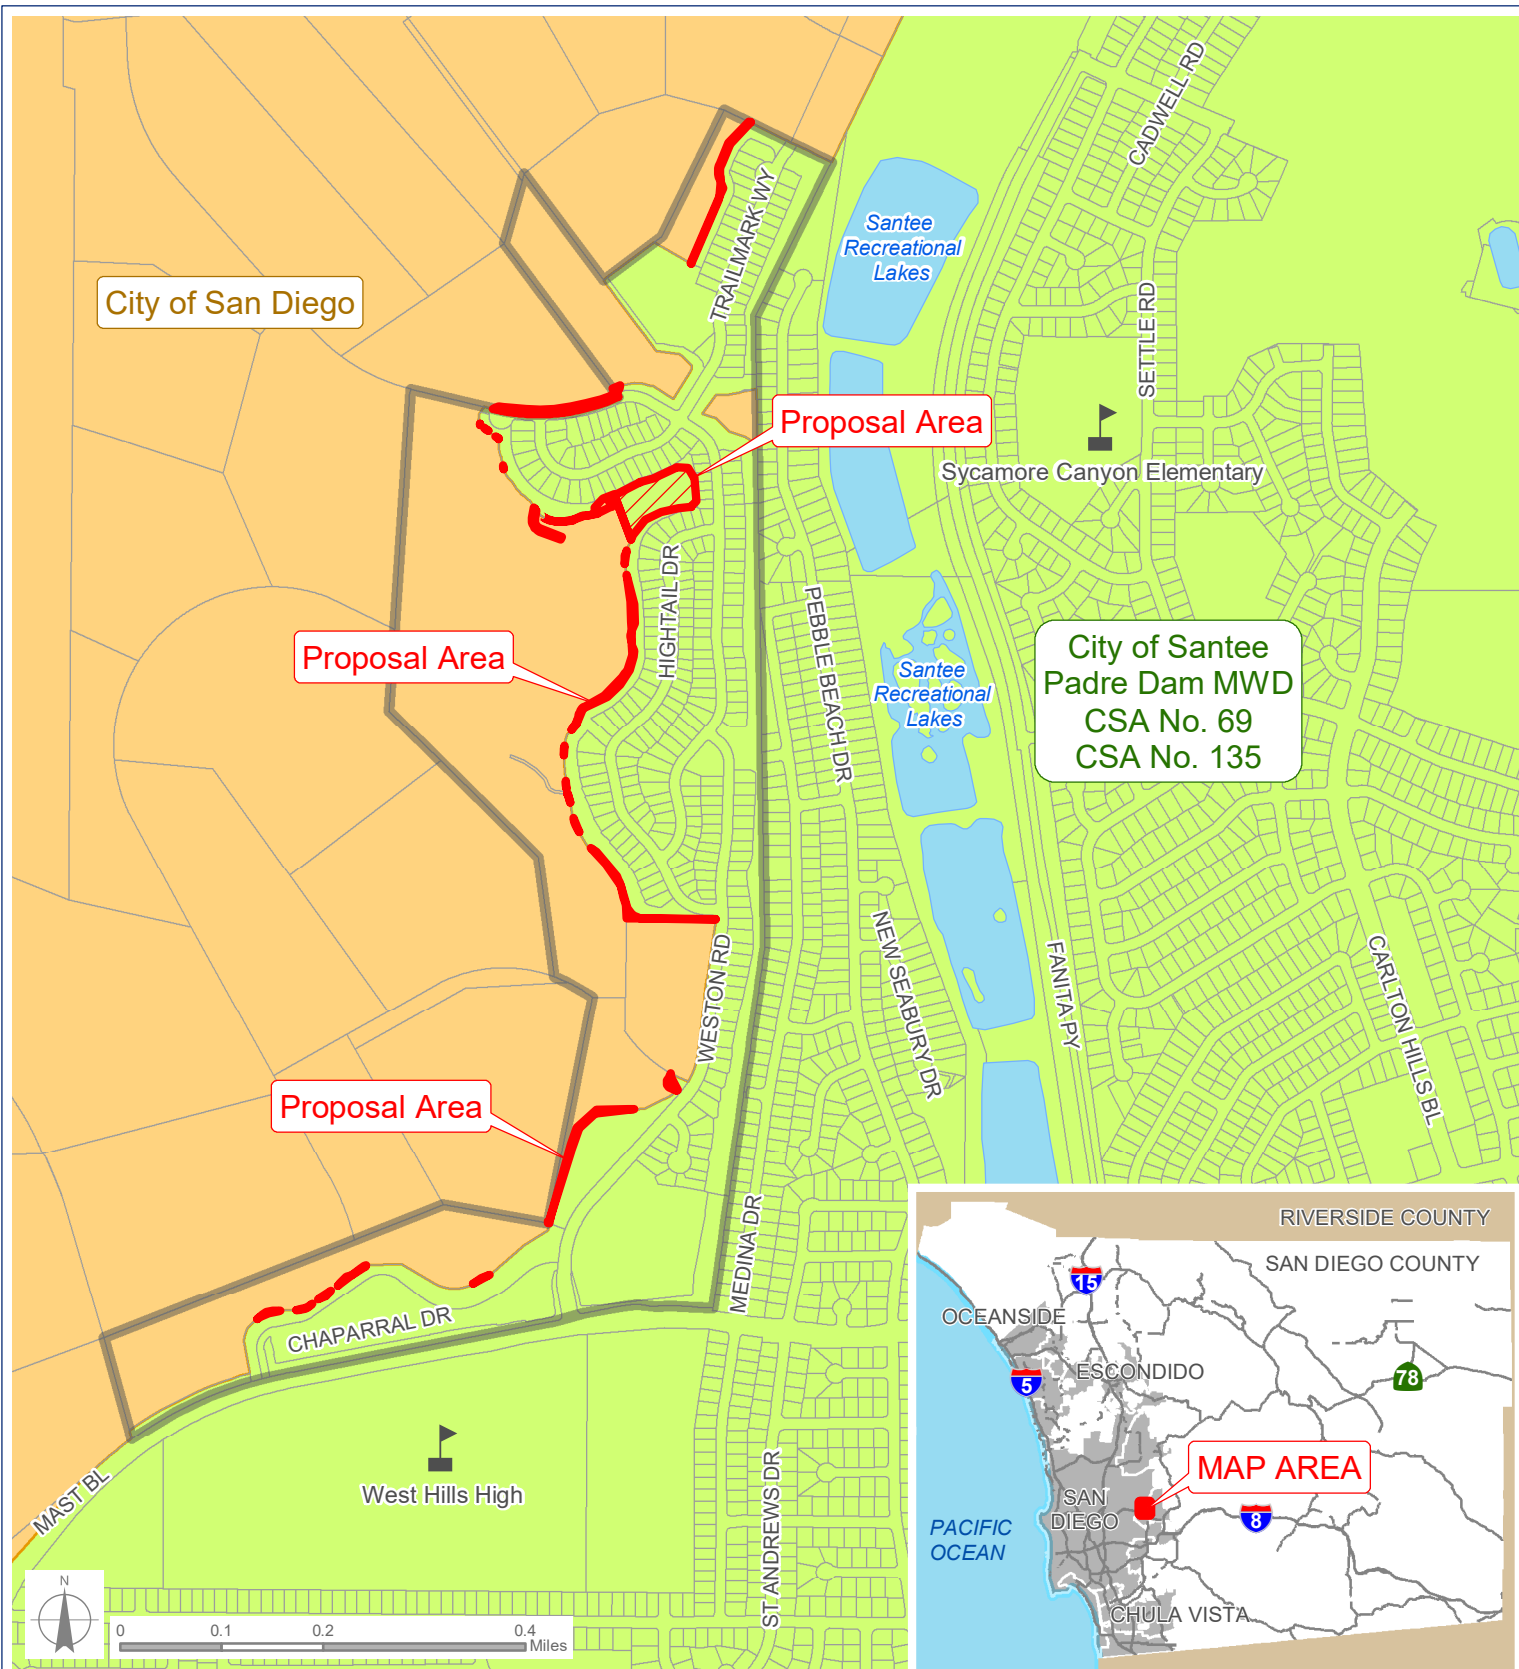 CADWELL RD
Santee
Recreational
Lakes
TRAILMARK WY
City of San Diego
SETTLE RD
Proposal Area
Sycamore Canyon Elementary
HIGHTAIL DR
PEBBLE BEACH DR
Proposal Area
Santee
Recreational
Lakes
City of Santee
Padre Dam MWD
CSA No. 69
CSA No. 135
WESTON RD
NEW SEABURY DR
FANITA PY
CARLTON HILLS BL
Proposal Area
MEDINA DR
CHAPARRAL DR
MAST BL
West Hills High
ST ANDREWS DR
N
0
0.1
0.2
0.4
Miles
RIVERSIDE COUNTY
SAN DIEGO COUNTY
15
OCEANSIDE
ESCONDIDO
5
78
MAP AREA
SAN
DIEGO
8
PACIFIC
OCEAN
CHULA VISTA